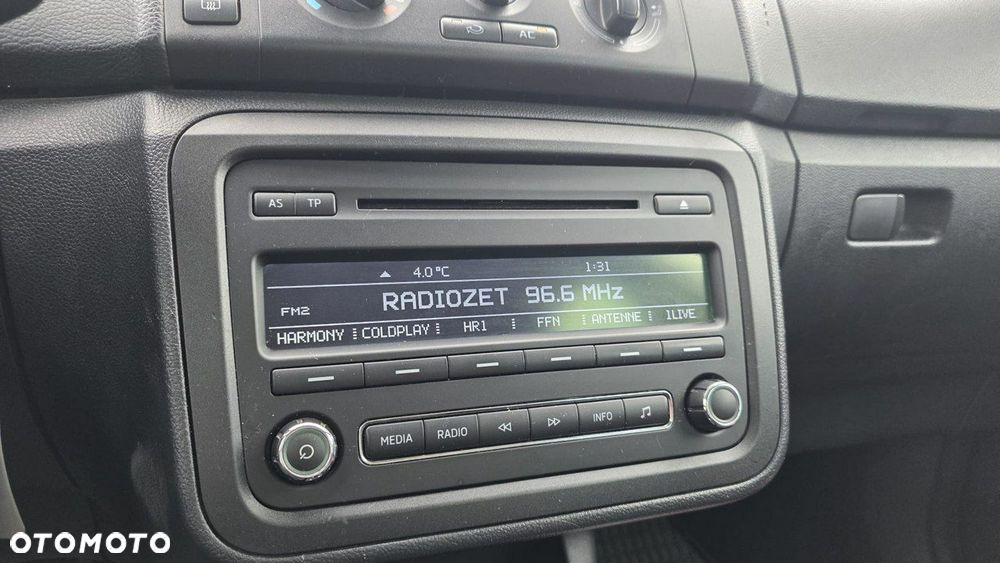 AC
AS TP
4.0°C 1:31
FM2 RADIOZET 96.6 MHz
HARMONY COLDPLAY HR1 FFN ANTENNE 1LIVE
MEDIA RADIO INFO
OTOMOTO